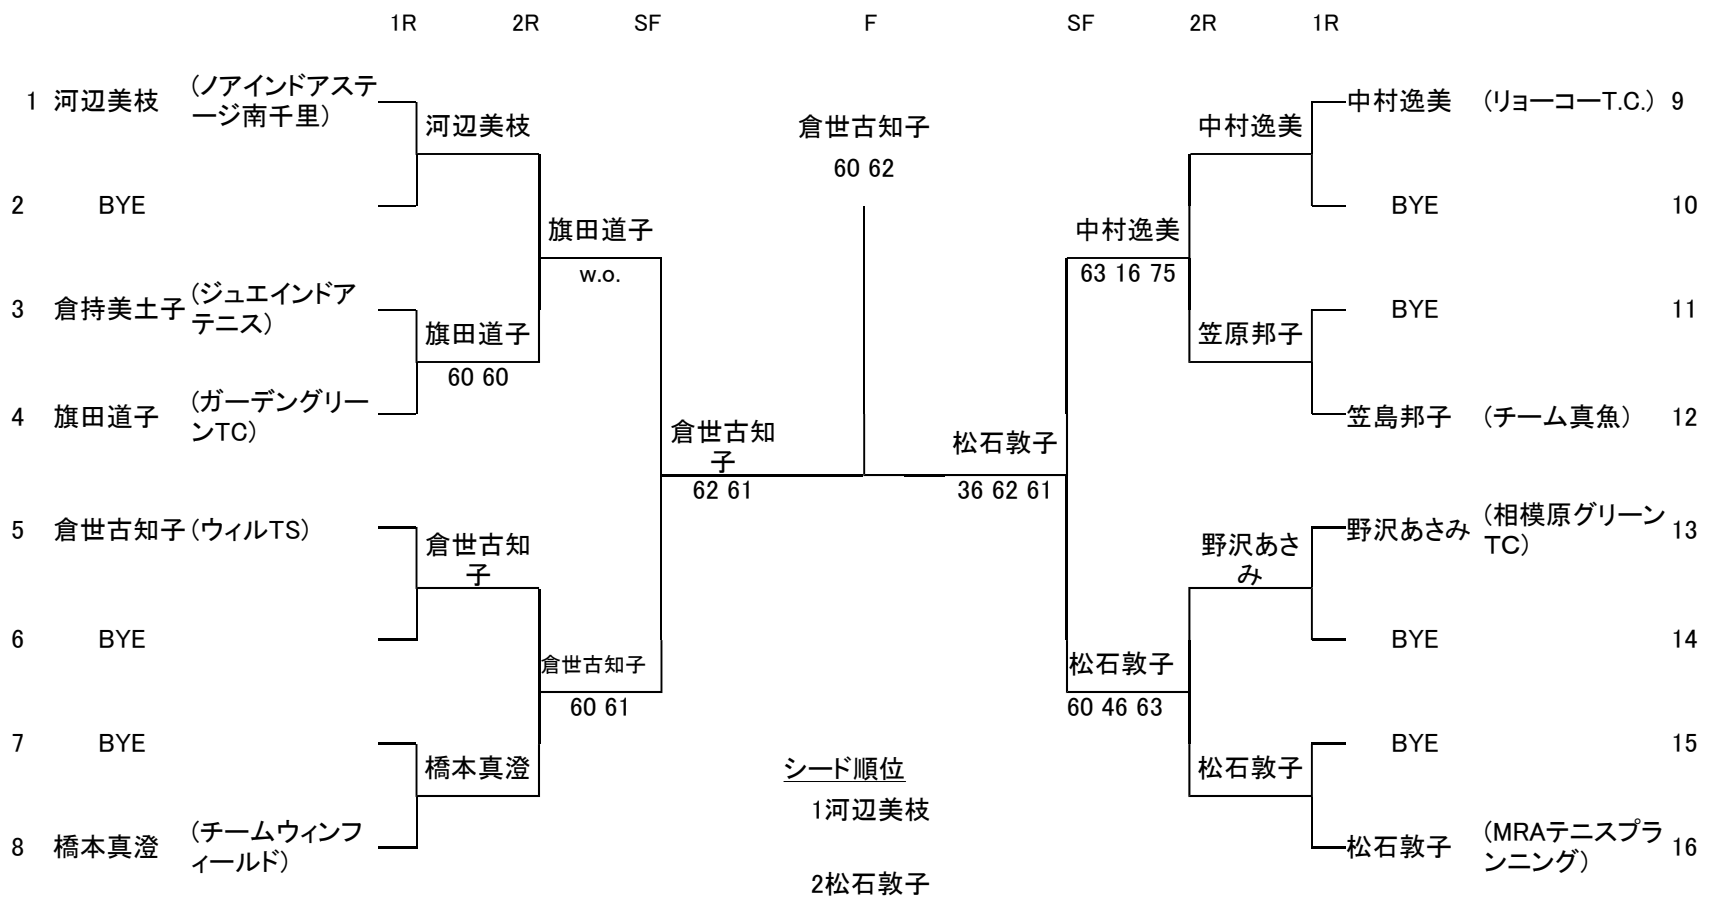 1R 2R SF F SF 2R 1R
1 河辺美枝 (ノアインドアステ
ージ南千里)
2 BYE
3 倉持美土子 (ジュエインドア
テニス)
4 旗田道子 (ガーデングリー
ンTC)
5 倉世古知子 (ウィルTS)
6 BYE
7 BYE
8 橋本真澄 (チームウィンフ
ィールド)
河辺美枝
旗田道子
60 60
倉世古知
子
橋本真澄
旗田道子
w.o.
倉世古知子
60 61
倉世古知
子
62 61
倉世古知子
60 62
シード順位
1河辺美枝
2松石敦子
松石敦子
36 62 61
中村逸美
63 16 75
松石敦子
60 46 63
中村逸美
笠原邦子
野沢あさ
み
松石敦子
中村逸美 (リョーコーT.C.) 9
BYE 10
BYE 11
笠島邦子 (チーム真魚) 12
野沢あさみ (相模原グリーン
TC) 13
BYE 14
BYE 15
松石敦子 (MRAテニスプラ
ンニング) 16